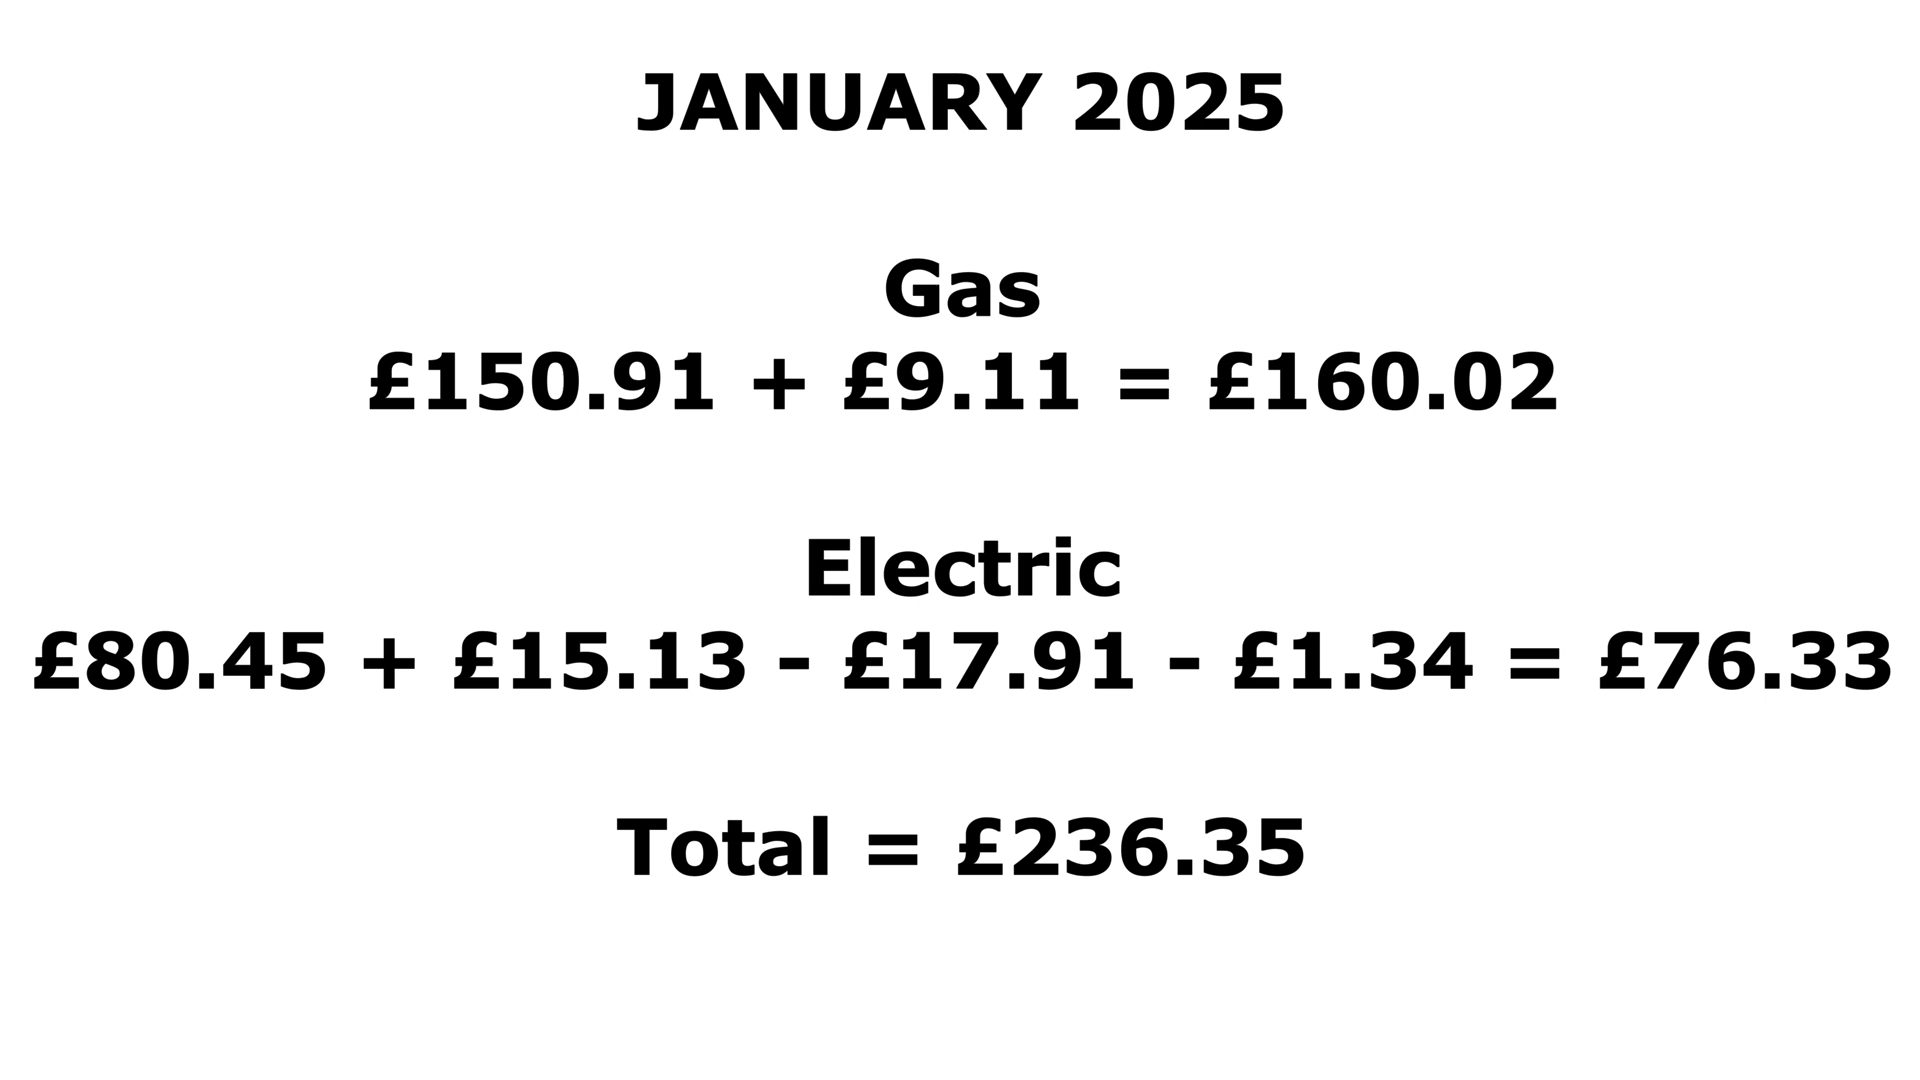 JANUARY 2025
Gas
£150.91 + £9.11 = £160.02
Electric
£80.45 + £15.13 - £17.91 - £1.34 = £76.33
Total = £236.35